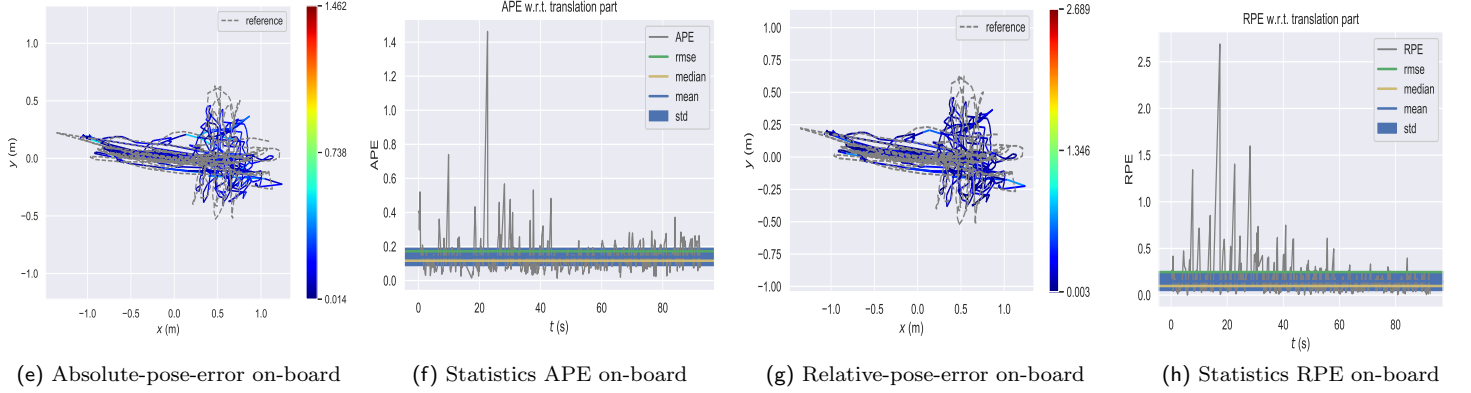 1.0
0.5
0.0
−0.5
−1.0
y (m)
−1.0 −0.5 0.0 0.5 1.0
x (m)
reference
1.462
0.738
0.014
(e) Absolute-pose-error on-board
APE w.r.t. translation part
1.4
1.2
1.0
0.8
0.6
0.4
0.2
0.0
APE
0 20 40 60 80
t (s)
APE
rmse
median
mean
std
(f) Statistics APE on-board
1.00
0.75
0.50
0.25
0.00
−0.25
−0.50
−0.75
−1.00
y (m)
−1.0 −0.5 0.0 0.5 1.0
x (m)
reference
2.689
1.346
0.003
(g) Relative-pose-error on-board
RPE w.r.t. translation part
2.5
2.0
1.5
1.0
0.5
0.0
RPE
0 20 40 60 80
t (s)
RPE
rmse
median
mean
std
(h) Statistics RPE on-board